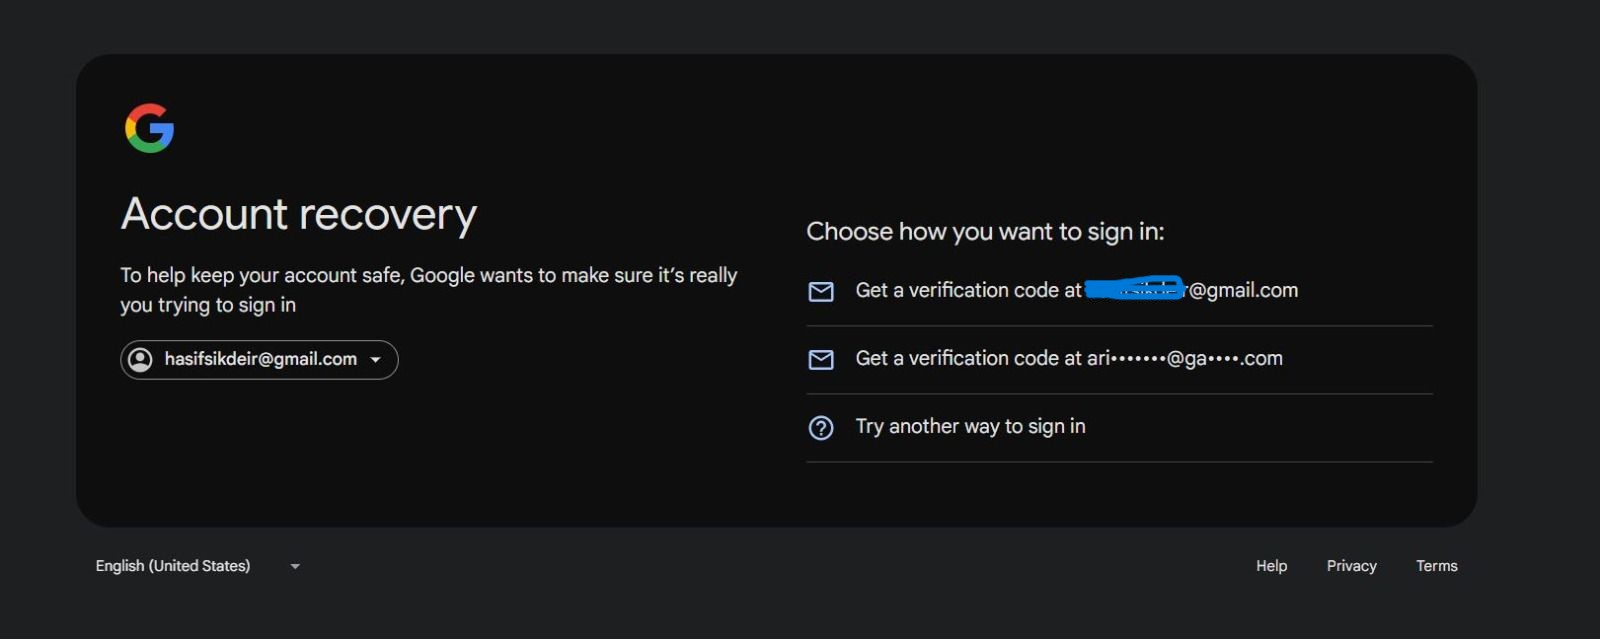 Account recovery
To help keep your account safe, Google wants to make sure it's really
you trying to sign in
hasifsikdeir@gmail.com
Choose how you want to sign in:
Get a verification code at r@gmail.com
Get a verification code at ari•••••••@ga••••.com
Try another way to sign in
English (United States)
Help Privacy Terms